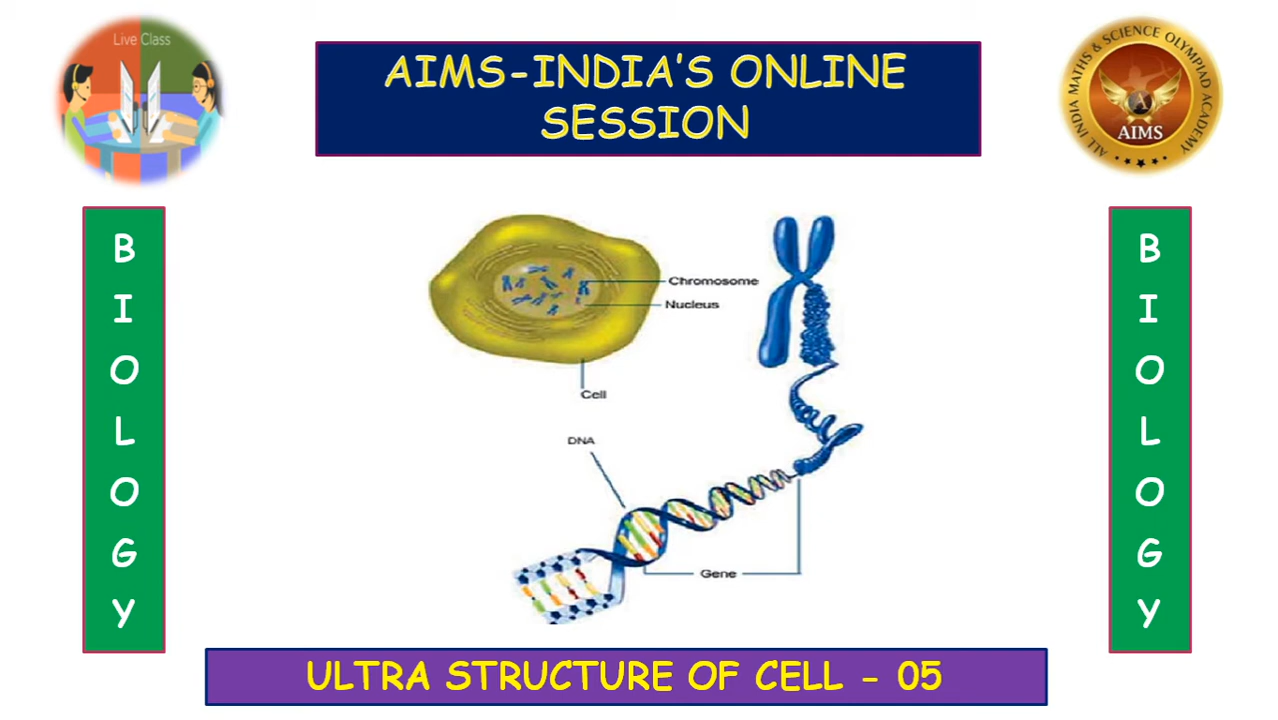 Live Class
AIMS-INDIA'S ONLINE
SESSION
ALL INDIA MATHS & SCIENCE OLYMPIAD ACADEMY
AIMS
B
I
O
L
O
G
Y
Chromosome
Nucleus
Cell
DNA
Gene
B
I
O
L
O
G
Y
ULTRA STRUCTURE OF CELL - 05